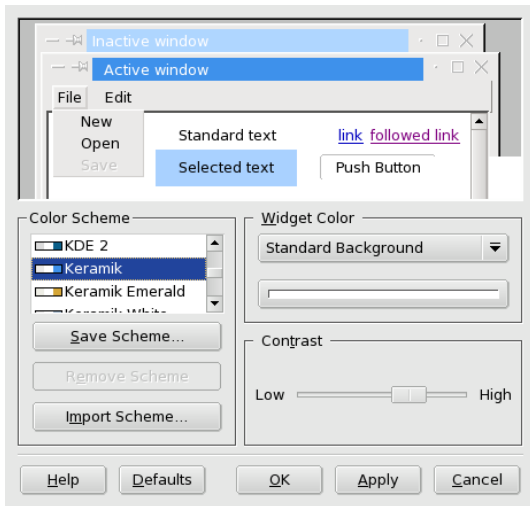 Inactive window
Active window
File Edit
New
Open
Save
Standard text link followed link
Selected text Push Button
Color Scheme
KDE 2
Keramik
Keramik Emerald
Keramik White
Save Scheme...
Remove Scheme
Import Scheme...
Widget Color
Standard Background
Contrast
Low High
Help Defaults OK Apply Cancel